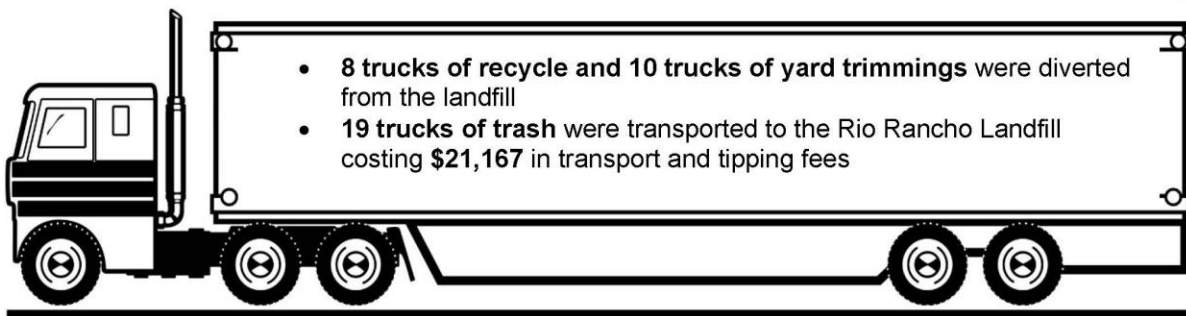 • 8 trucks of recycle and 10 trucks of yard trimmings were diverted
from the landfill
• 19 trucks of trash were transported to the Rio Rancho Landfill
costing $21,167 in transport and tipping fees